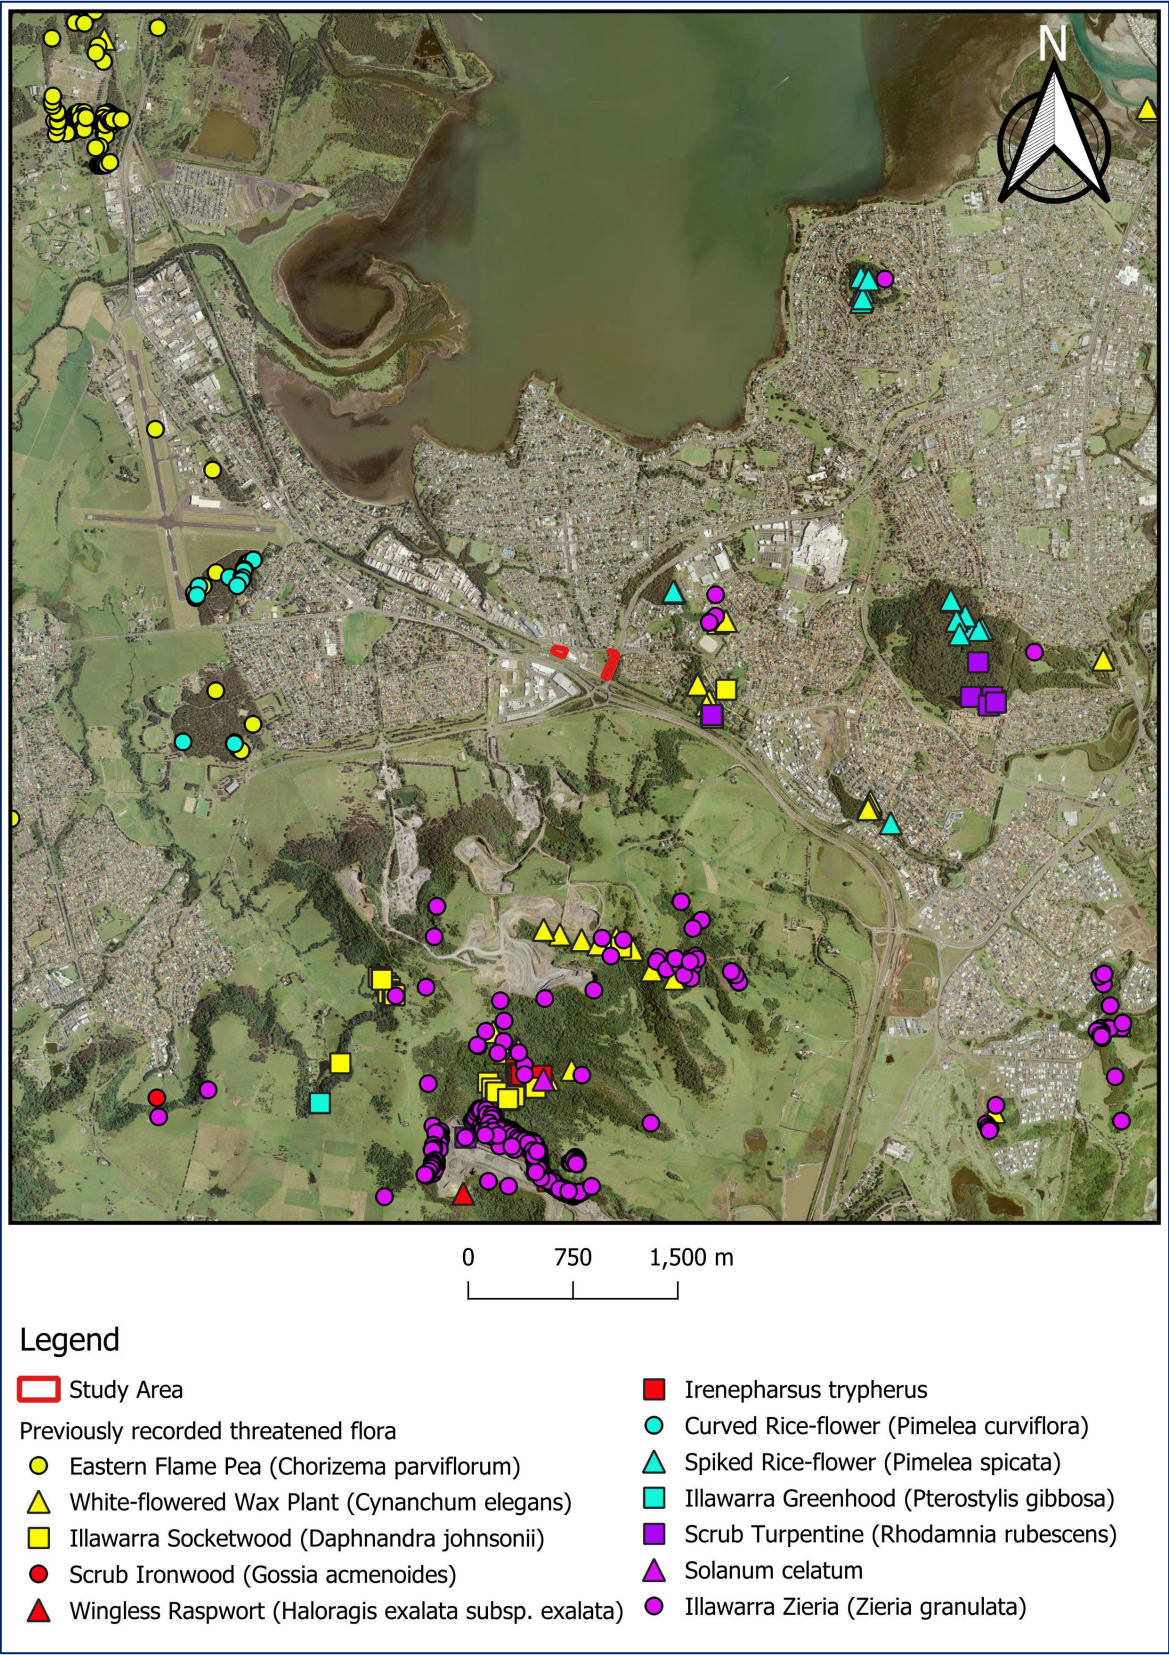 N
0 750 1,500 m
Legend
Study Area
Previously recorded threatened flora
Eastern Flame Pea (Chorizema parviflorum)
White-flowered Wax Plant (Cynanchum elegans)
Illawarra Socketwood (Daphnandra johnsonii)
Scrub Ironwood (Gossia acmenoides)
Wingless Raspwort (Haloragis exalata subsp. exalata)
Irenepharsus trypherus
Curved Rice-flower (Pimelea curviflora)
Spiked Rice-flower (Pimelea spicata)
Illawarra Greenhood (Pterostylis gibbosa)
Scrub Turpentine (Rhodamnia rubescens)
Solanum celatum
Illawarra Zieria (Zieria granulata)